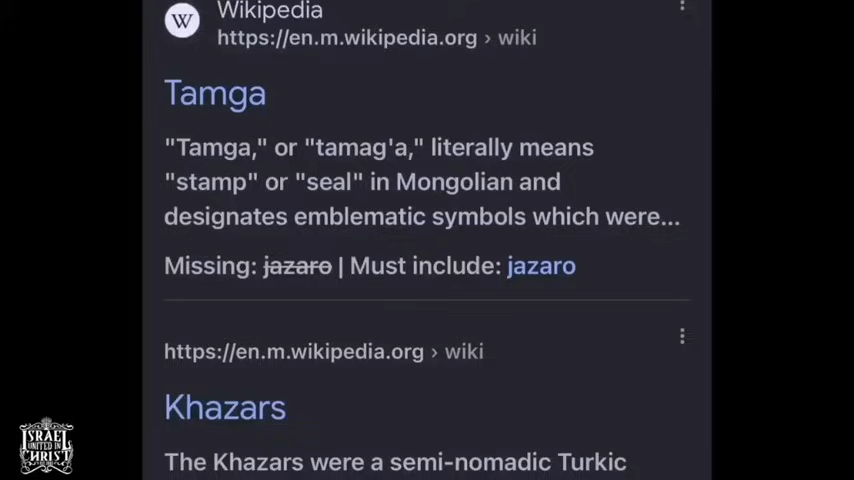 Wikipedia
https://en.m.wikipedia.org › wiki
Tamga
"Tamga," or "tamag'a," literally means
"stamp" or "seal" in Mongolian and
designates emblematic symbols which were...
Missing: jazaro | Must include: jazaro
https://en.m.wikipedia.org › wiki
Khazars
The Khazars were a semi-nomadic Turkic
W
ISRAEL
UNITED IN
CHRIST